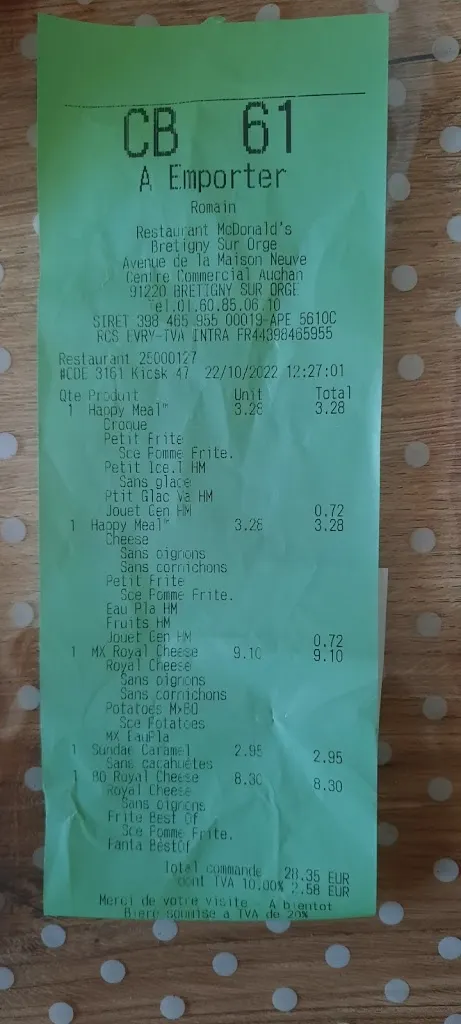 CB 61
A Emporter
Romain
Restaurant McDonald's
Bretigny Sur Orge
Avenue de la Maison Neuve
Centre Commercial Auchan
91220 BRETIGNY SUR ORGE
el.01.60.85.06.10
SIRET 398 465 955 00019-APE 5610C
RCS EVRY-TVA INTRA FR44398465955
Restaurant 25000127
#CDE 3161 Kiosk 47 22/10/2022 12:27:01
Qte Produit Unit Total
1 Happy Meal™ 3.28 3.28
Croque
Petit Frite
Sce Pomme Frite.
Petit Ice.T HM
Sans glace
Ptit Glac Va HM
Jouet Gen HM 0.72
1 Happy Meal™ 3.28 3.28
Cheese
Sans oignons
Sans cornichons
Petit Frite
Sce Pomme Frite.
Eau Pla HM
Fruits HM
Jouet Gen HM 0.72
1 MX Royal Cheese 9.10 9.10
Royal Cheese
Sans oignons
Sans cornichons
Potatoes MxBO
Sce Potatoes
MX EauPla
1 Sundae Caramel 2.95 2.95
Sans cacahuetes
1 BO Royal Cheese 8.30 8.30
Royal Cheese
Sans oignons
Frite Best Of
Sce Pomme Frite.
Fanta BestOf
Total commande 28.35 EUR
dont TVA 10.00% 2.58 EUR
Merci de votre visite A bientot
Biere soumise a TVA de 20%